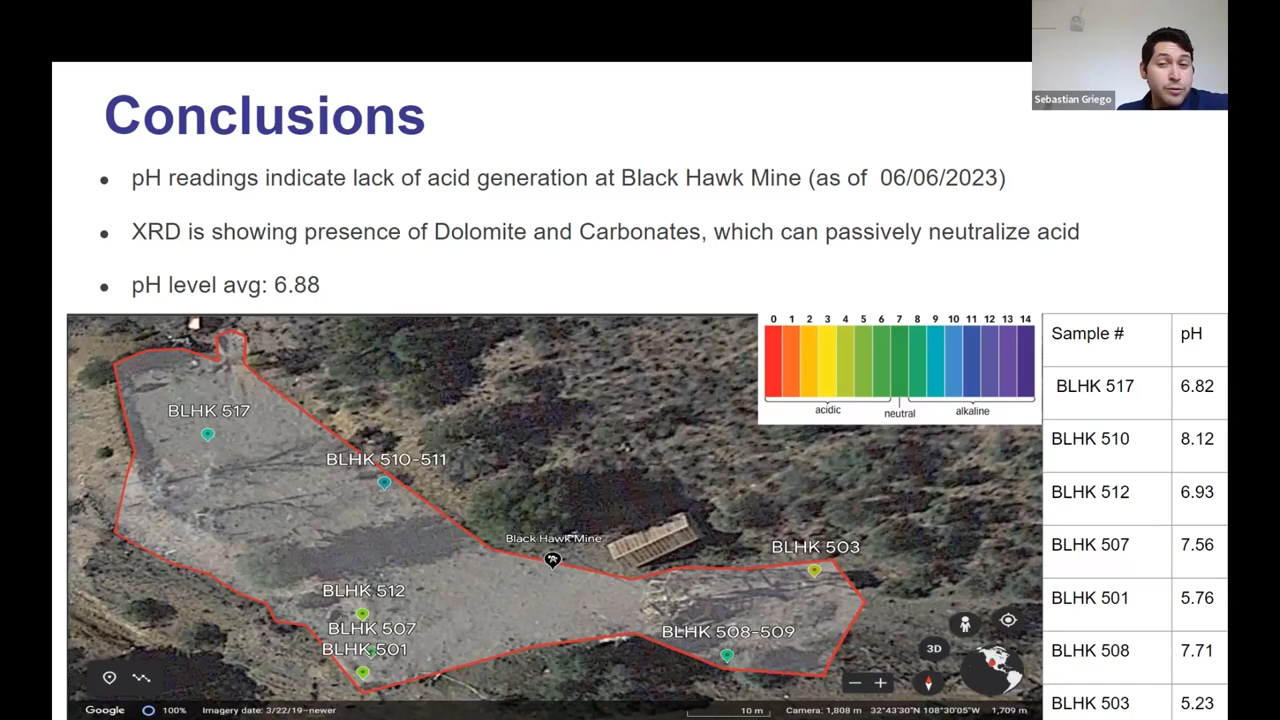 Sebastian Griego
Conclusions
• pH readings indicate lack of acid generation at Black Hawk Mine (as of 06/06/2023)
• XRD is showing presence of Dolomite and Carbonates, which can passively neutralize acid
• pH level avg: 6.88
0 1 2 3 4 5 6 7 8 9 10 11 12 13 14
acidic neutral alkaline
BLHK 517
BLHK 510-511
Black Hawk Mine
BLHK 503
BLHK 512
BLHK 507
BLHK 501
BLHK 508-509
3D
Google 100% Imagery date: 3/22/19-newer 10 m Camera: 1,808 m 32°43'30"N 108°30'05"W 1,709 m
Sample # pH
BLHK 517 6.82
BLHK 510 8.12
BLHK 512 6.93
BLHK 507 7.56
BLHK 501 5.76
BLHK 508 7.71
BLHK 503 5.23